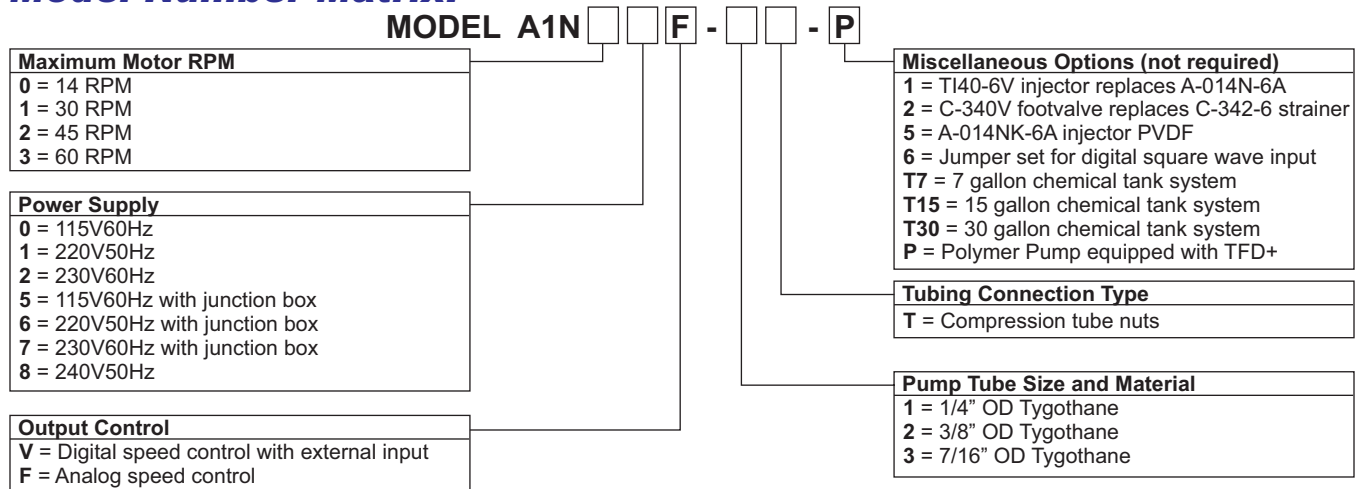 MODEL A1N F - - P
Maximum Motor RPM
0 = 14 RPM
1 = 30 RPM
2 = 45 RPM
3 = 60 RPM
Power Supply
0 = 115V60Hz
1 = 220V50Hz
2 = 230V60Hz
5 = 115V60Hz with junction box
6 = 220V50Hz with junction box
7 = 230V60Hz with junction box
8 = 240V50Hz
Output Control
V = Digital speed control with external input
F = Analog speed control
Miscellaneous Options (not required)
1 = TI40-6V injector replaces A-014N-6A
2 = C-340V footvalve replaces C-342-6 strainer
5 = A-014NK-6A injector PVDF
6 = Jumper set for digital square wave input
T7 = 7 gallon chemical tank system
T15 = 15 gallon chemical tank system
T30 = 30 gallon chemical tank system
P = Polymer Pump equipped with TFD+
Tubing Connection Type
T = Compression tube nuts
Pump Tube Size and Material
1 = 1/4” OD Tygothane
2 = 3/8” OD Tygothane
3 = 7/16” OD Tygothane